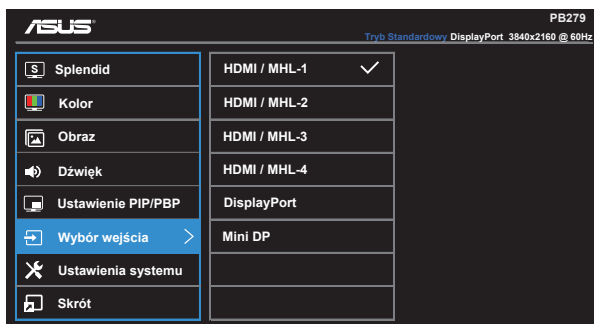 ASUS
PB279
Tryb Standardowy DisplayPort 3840x2160 @ 60Hz
S Splendid
Kolor
Obraz
Dźwięk
Ustawienie PIP/PBP
Wybór wejścia
Ustawienia systemu
Skrót
HDMI / MHL-1
HDMI / MHL-2
HDMI / MHL-3
HDMI / MHL-4
DisplayPort
Mini DP